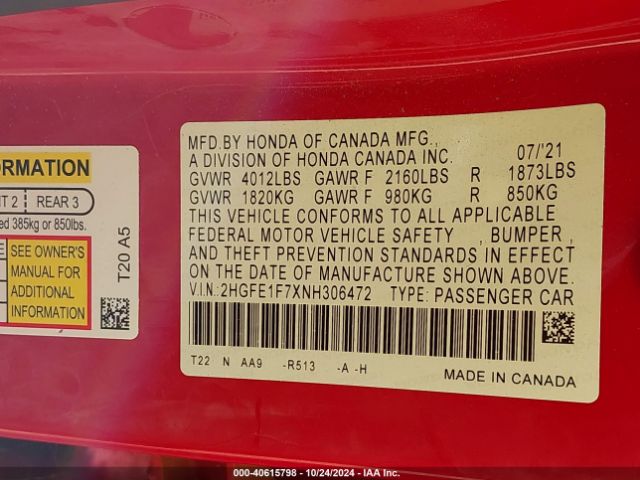 MFD.BY HONDA OF CANADA MFG.,
A DIVISION OF HONDA CANADA INC. 07/'21
GVWR 4012LBS GAWR F 2160LBS R 1873LBS
GVWR 1820KG GAWR F 980KG R 850KG
THIS VEHICLE CONFORMS TO ALL APPLICABLE
FEDERAL MOTOR VEHICLE SAFETY , BUMPER ,
AND THEFT PREVENTION STANDARDS IN EFFECT
ON THE DATE OF MANUFACTURE SHOWN ABOVE.
V.I.N.:2HGFE1F7XNH306472 TYPE: PASSENGER CAR
T22 N AA9 -R513 -A -H
MADE IN CANADA
ORMATION
T 2 REAR 3
ed 385kg or 850lbs.
SEE OWNER'S
MANUAL FOR
ADDITIONAL
INFORMATION
T20 A5
000-40615798 - 10/24/2024 - IAA Inc.